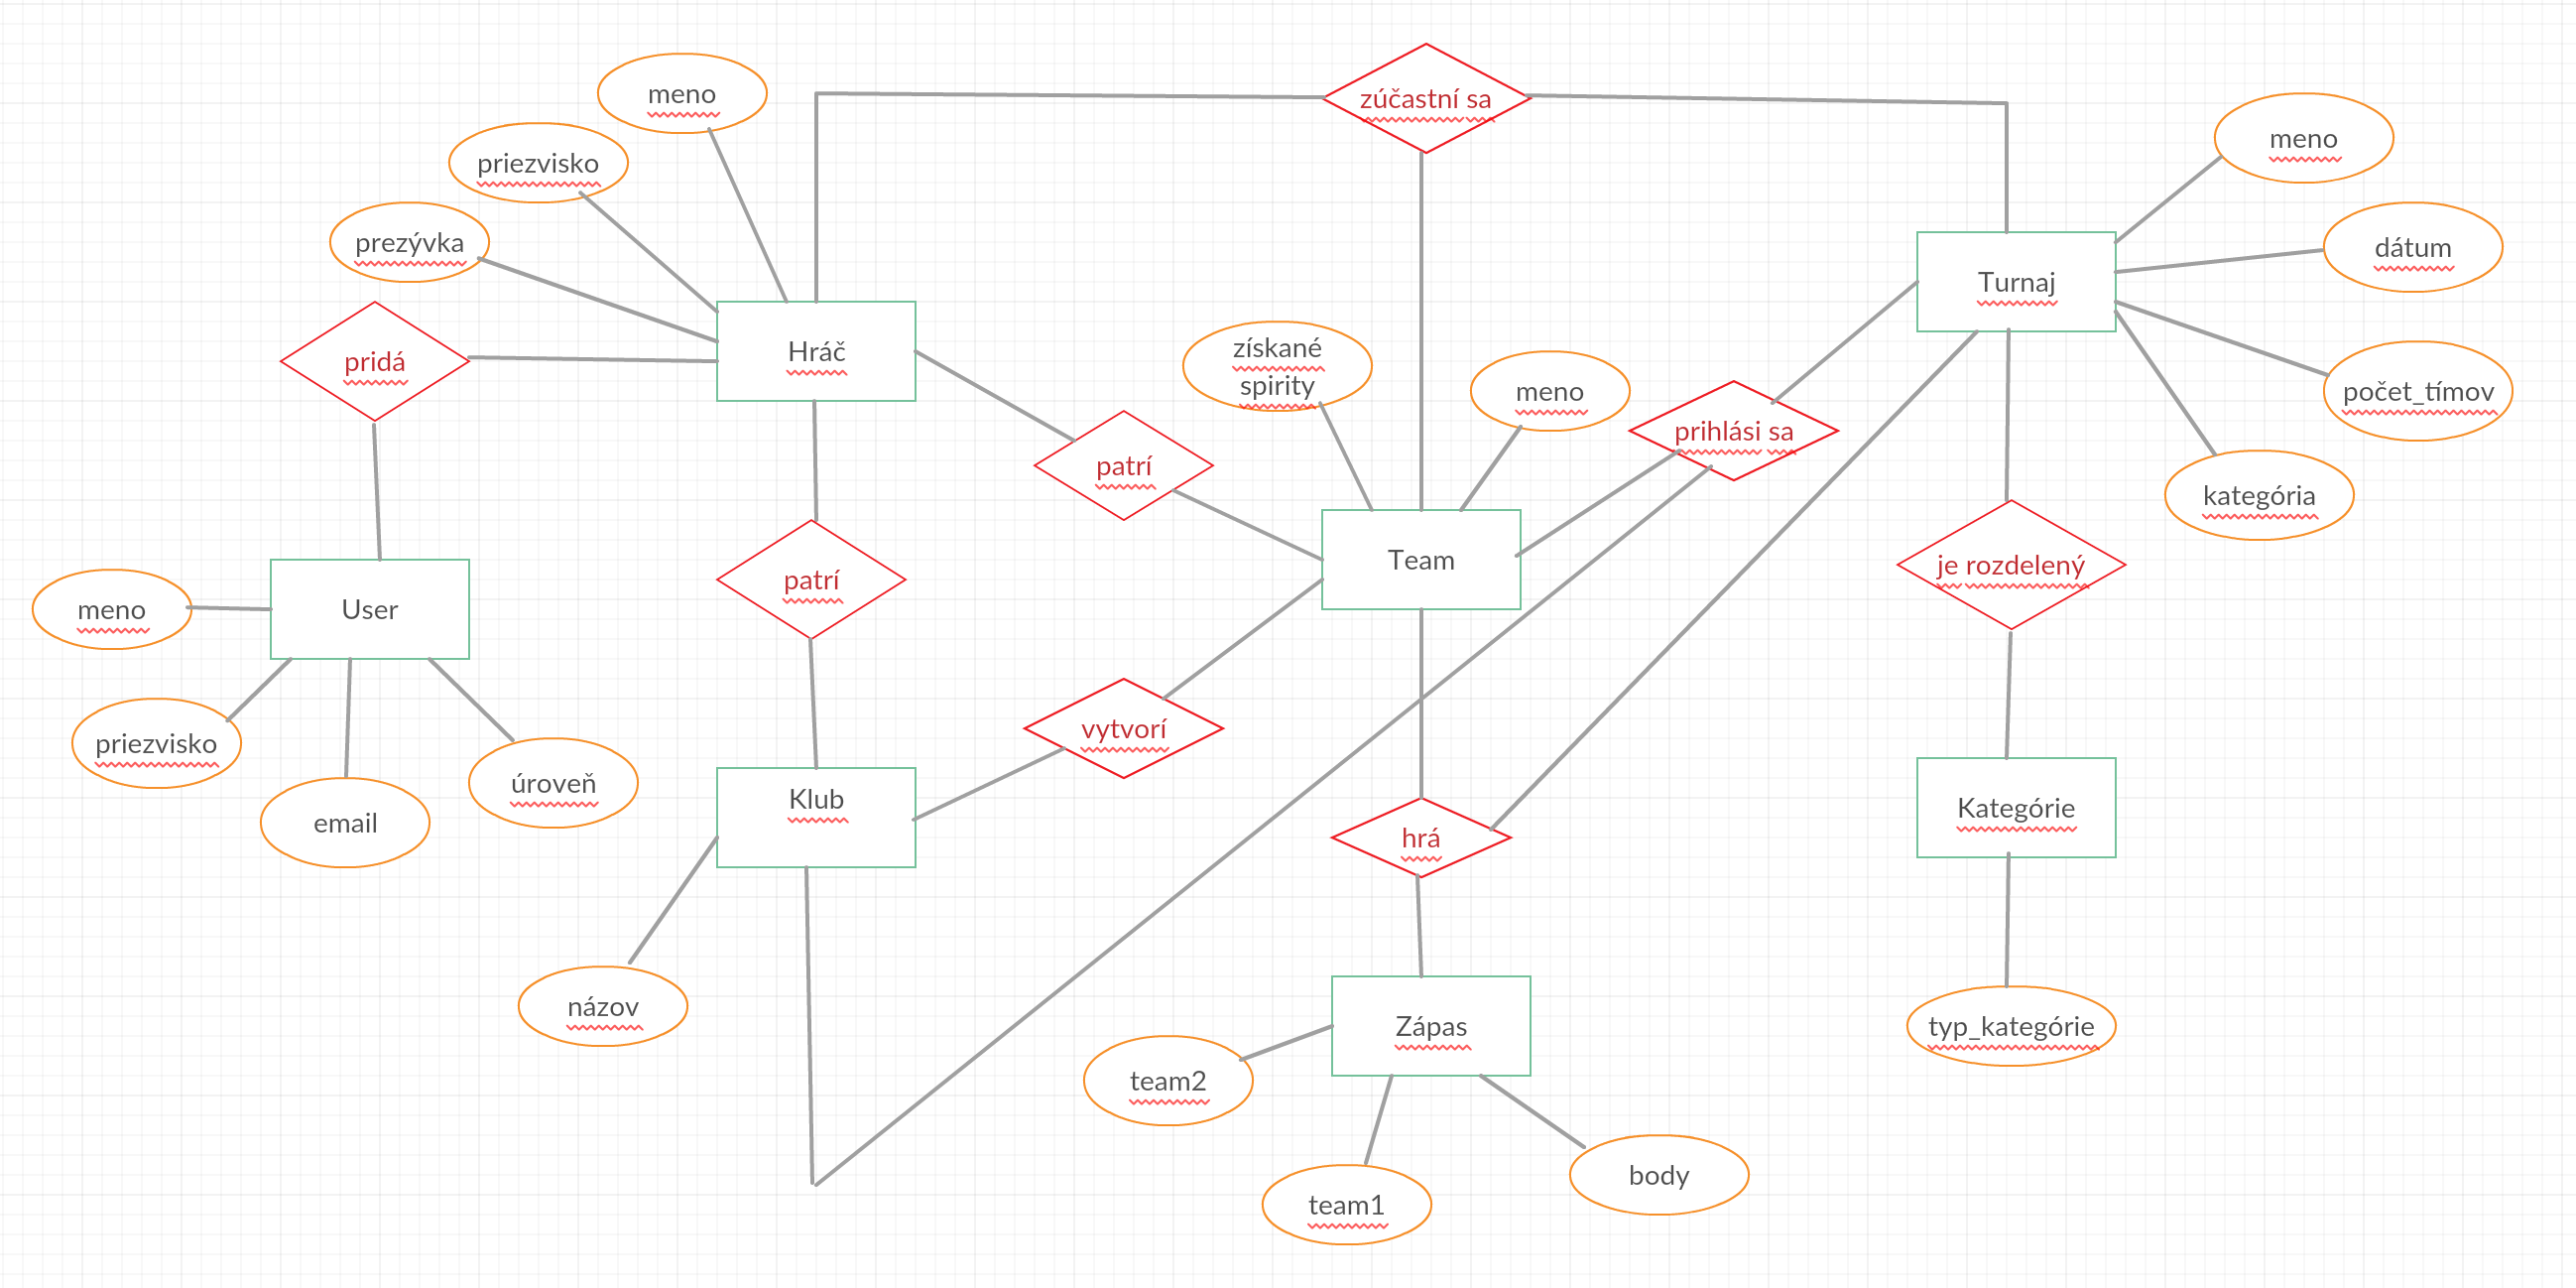 meno
zúčastní sa
meno
priezvisko
prezývka
dátum
Turnaj
pridá
Hráč
získané
spirity
meno
počet_tímov
prihlási sa
patrí
kategória
Team
je rozdelený
patrí
meno
User
vytvorí
priezvisko
úroveň
Klub
Kategórie
email
hrá
názov
Zápas
typ_kategórie
team2
body
team1